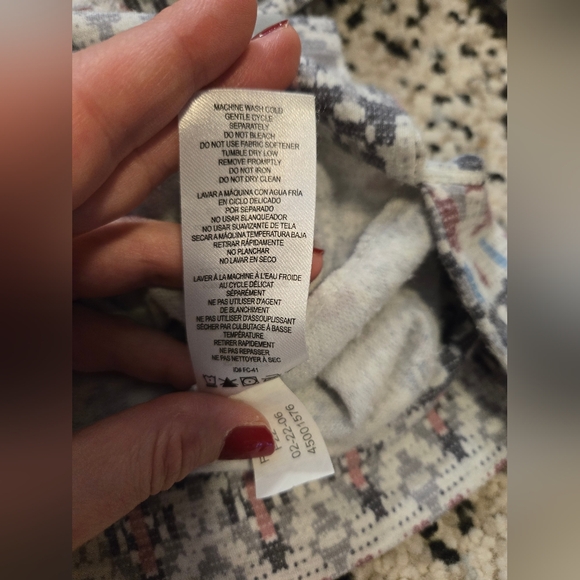 MACHINE WASH COLD
GENTLE CYCLE
SEPARATELY
DO NOT BLEACH
DO NOT USE FABRIC SOFTENER
TUMBLE DRY LOW
REMOVE PROMPTLY
DO NOT IRON
DO NOT DRY CLEAN
LAVAR A MÁQUINA CON AGUA FRÍA
EN CICLO DELICADO
POR SEPARADO
NO USAR BLANQUEADOR
NO USAR SUAVIZANTE DE TELA
SECAR A MÁQUINA TEMPERATURA BAJA
RETIRAR RÁPIDAMENTE
NO PLANCHAR
NO LAVAR EN SECO
LAVER À LA MACHINE À L'EAU FROIDE
AU CYCLE DÉLICAT
SÉPARÉMENT
NE PAS UTILISER D'AGENT
DE BLANCHIMENT
NE PAS UTILISER D'ASSOUPLISSANT
SÉCHER PAR CULBUTAGE À BASSE
TEMPÉRATURE
RETIRER RAPIDEMENT
NE PAS REPASSER
NE PAS NETTOYER À SEC
ID# FC-41
02-22-06
45001576